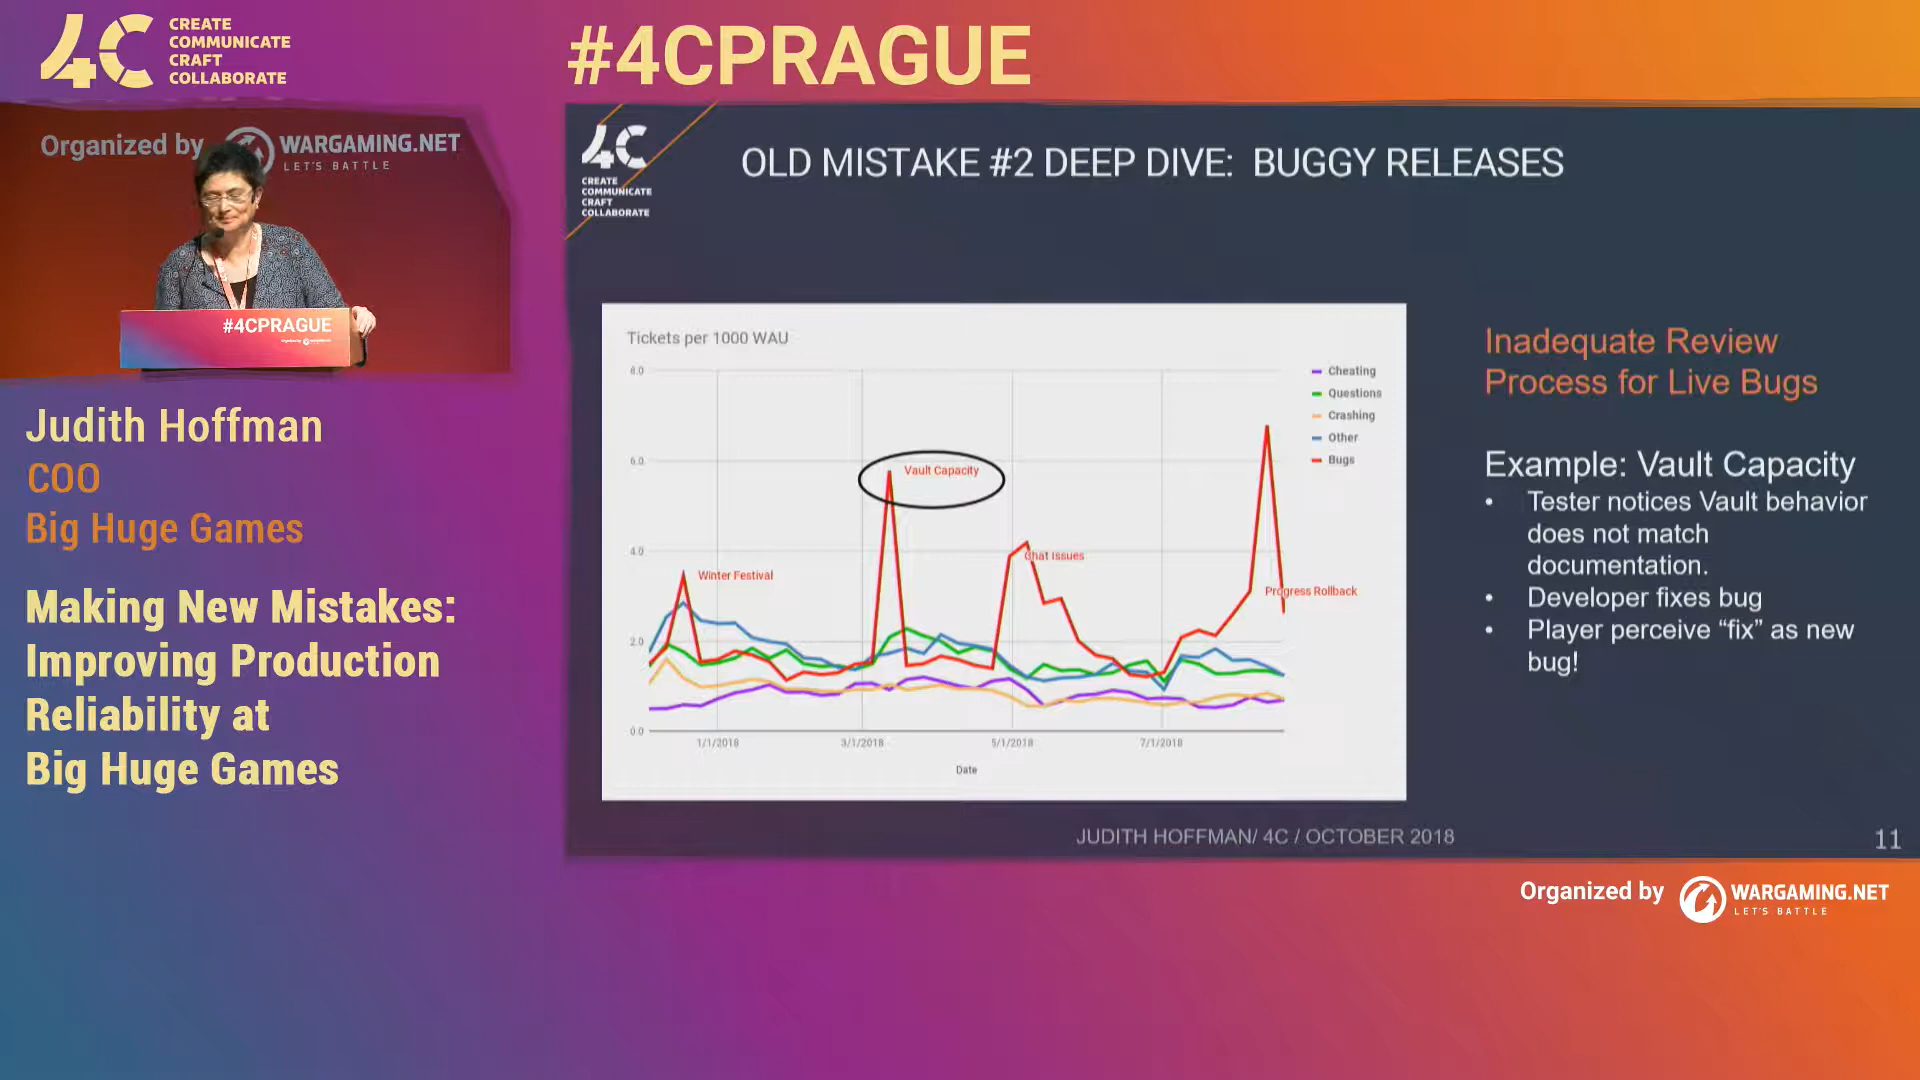 4C
CREATE
COMMUNICATE
CRAFT
COLLABORATE
#4CPRAGUE
Organized by WARGAMING.NET
LET'S BATTLE
#4CPRAGUE
Judith Hoffman
COO
Big Huge Games
Making New Mistakes:
Improving Production
Reliability at
Big Huge Games
4C
CREATE
COMMUNICATE
CRAFT
COLLABORATE
OLD MISTAKE #2 DEEP DIVE: BUGGY RELEASES
Tickets per 1000 WAU
8.0
6.0
4.0
2.0
0.0
Cheating
Questions
Crashing
Other
Bugs
Winter Festival
Vault Capacity
Chat Issues
Progress Rollback
1/1/2018
3/1/2018
5/1/2018
7/1/2018
Date
Inadequate Review
Process for Live Bugs
Example: Vault Capacity
• Tester notices Vault behavior
does not match
documentation.
• Developer fixes bug
• Player perceive “fix” as new
bug!
JUDITH HOFFMAN/ 4C / OCTOBER 2018
11
Organized by WARGAMING.NET
LET'S BATTLE